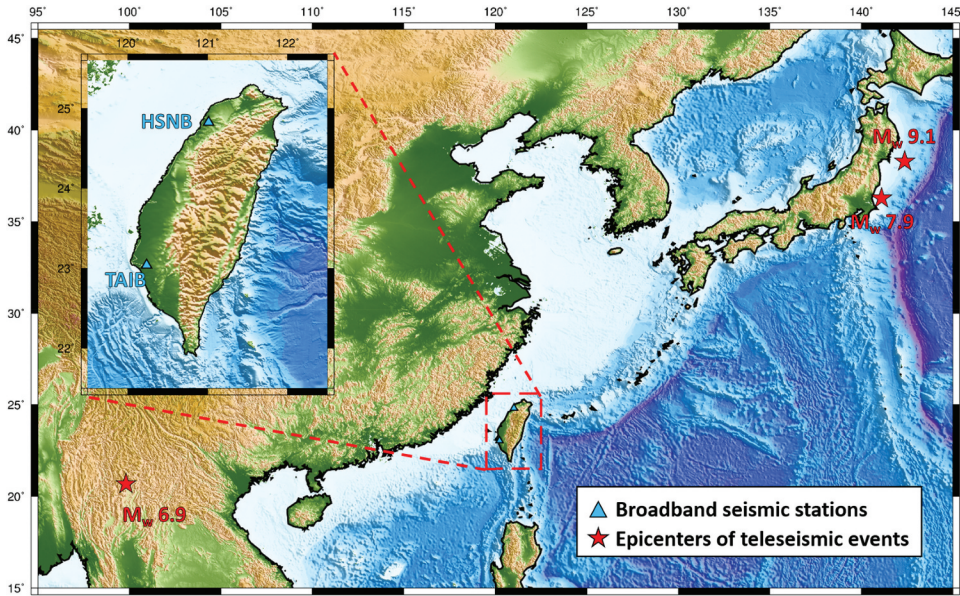 95° 100° 105° 110° 115° 120° 125° 130° 135° 140° 145°
45°
40°
35°
30°
25°
20°
15°
120° 121° 122°
25°
24°
23°
22°
HSNB
TAIB
Mw 9.1
Mw 7.9
Mw 6.9
Broadband seismic stations
Epicenters of teleseismic events